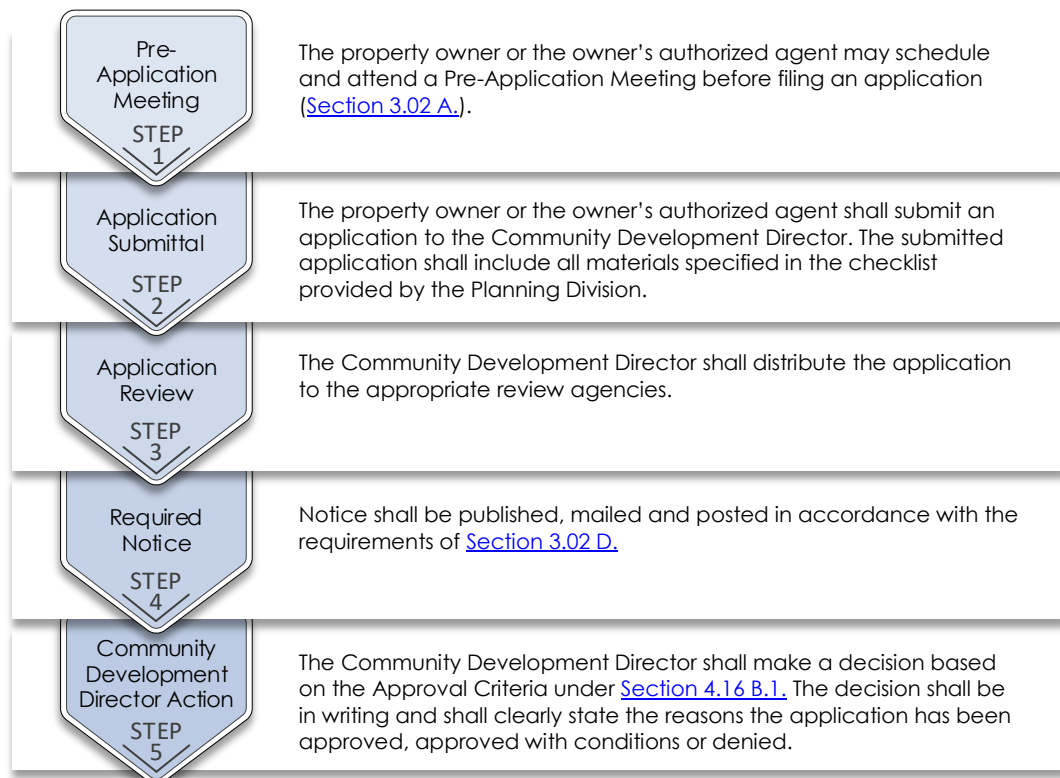 Pre-
Application
Meeting
STEP
1
The property owner or the owner’s authorized agent may schedule
and attend a Pre-Application Meeting before filing an application
(Section 3.02 A.).
Application
Submittal
STEP
2
The property owner or the owner’s authorized agent shall submit an
application to the Community Development Director. The submitted
application shall include all materials specified in the checklist
provided by the Planning Division.
Application
Review
STEP
3
The Community Development Director shall distribute the application
to the appropriate review agencies.
Required
Notice
STEP
4
Notice shall be published, mailed and posted in accordance with the
requirements of Section 3.02 D.
Community
Development
Director Action
STEP
5
The Community Development Director shall make a decision based
on the Approval Criteria under Section 4.16 B.1. The decision shall be
in writing and shall clearly state the reasons the application has been
approved, approved with conditions or denied.